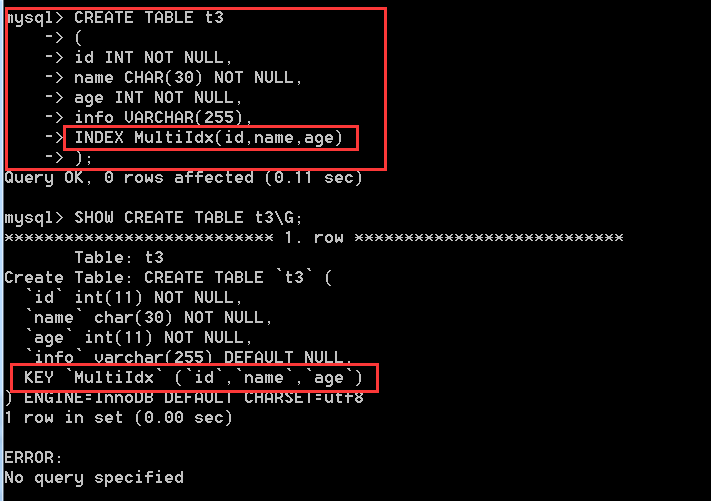 mysql> CREATE TABLE t3
-> (
-> id INT NOT NULL,
-> name CHAR(30) NOT NULL,
-> age INT NOT NULL,
-> info VARCHAR(255),
-> INDEX MultiIdx(id,name,age)
-> );
Query OK, 0 rows affected (0.11 sec)
mysql> SHOW CREATE TABLE t3\G;
*************************** 1. row ***************************
Table: t3
Create Table: CREATE TABLE `t3` (
`id` int(11) NOT NULL,
`name` char(30) NOT NULL,
`age` int(11) NOT NULL,
`info` varchar(255) DEFAULT NULL,
KEY `MultiIdx` (`id`,`name`,`age`)
) ENGINE=InnoDB DEFAULT CHARSET=utf8
1 row in set (0.00 sec)
ERROR:
No query specified